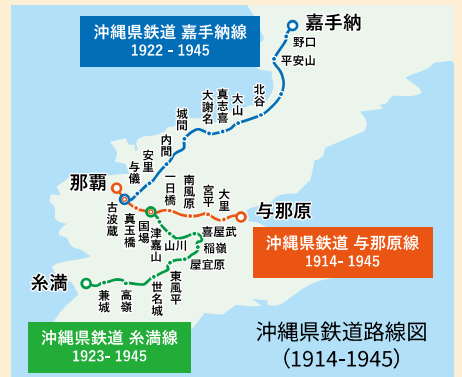 沖縄県鉄道 嘉手納線
1922 - 1945
嘉手納
野口
平安山
北谷
大山
真志喜
大謝名
城間
内間
安里
与儀
那覇
古波蔵
真玉橋
国場
一日橋
南風原
宮平
大里
与那原
津嘉山
山川
喜屋武
稲嶺
屋宜原
東風平
世名城
高嶺
兼城
糸満
沖縄県鉄道 与那原線
1914- 1945
沖縄県鉄道 糸満線
1923- 1945
沖縄県鉄道路線図
（1914-1945）